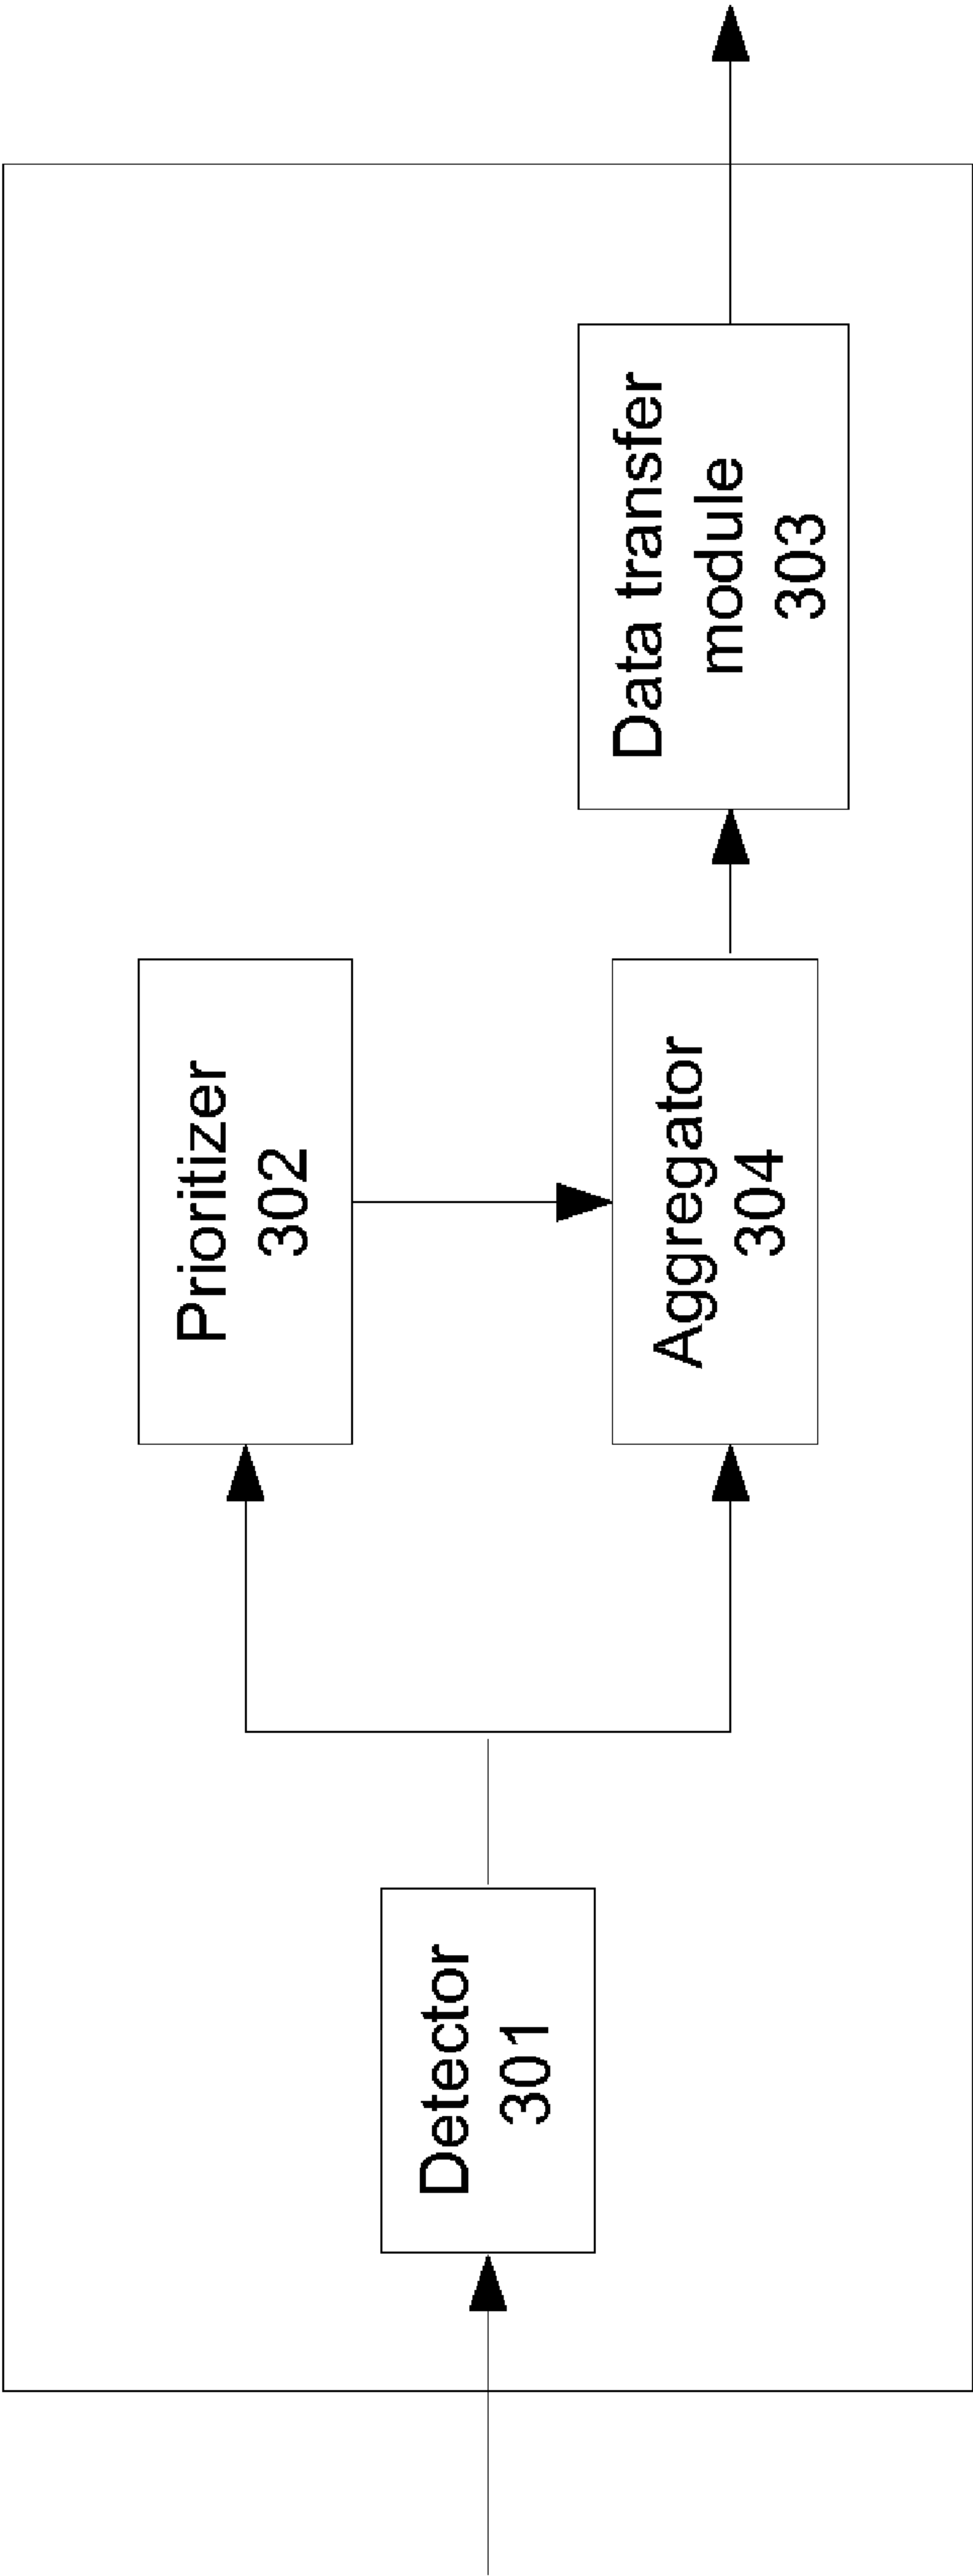 Detector
301
Prioritizer
302
Aggregator
304
Data transfer
module
303